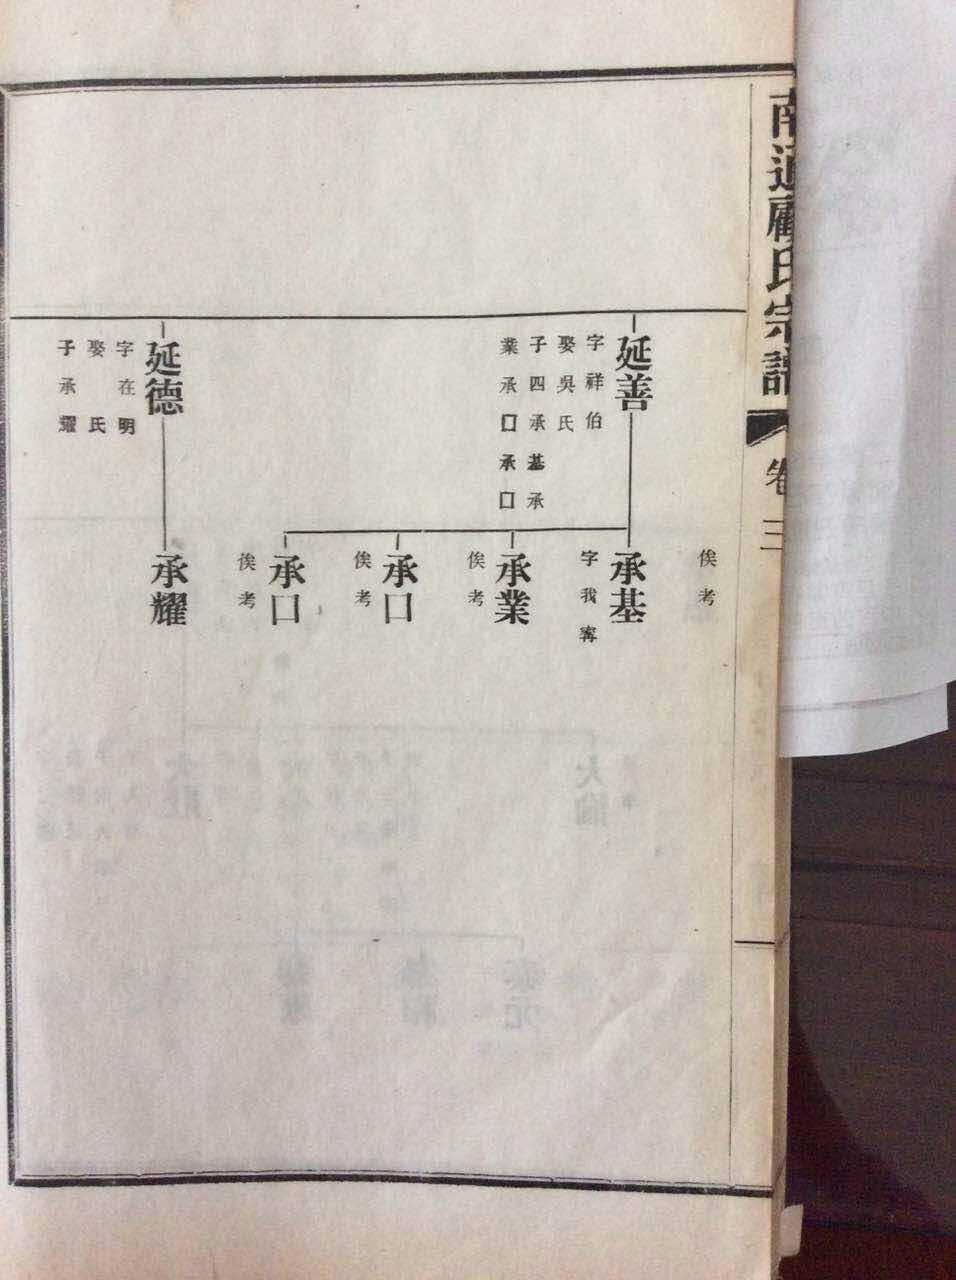 南通顧氏宗譜
卷三
延善
字祥伯
娶吳氏
子四承基承
業承口承口
延德
字在明
娶 氏
子承耀
俟考
承基
字我寗
承業
俟考
承口
俟考
承口
俟考
承耀